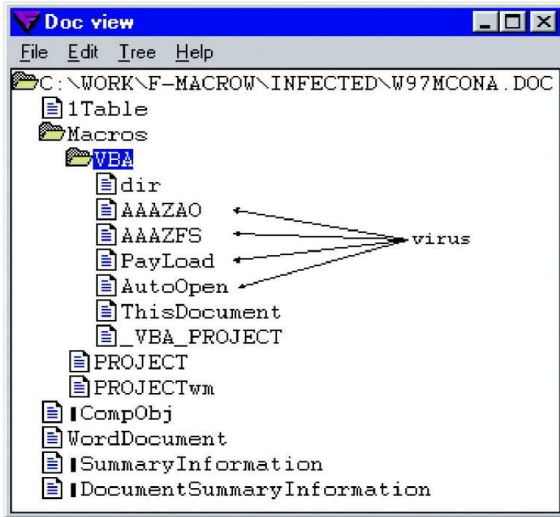 Doc view
File Edit Tree Help
C:\WORK\F-MACROW\INFECTED\W97MCONA.DOC
1Table
Macros
VBA
dir
AAAZAO
AAAZFS
virus
PayLoad
AutoOpen
ThisDocument
_VBA_PROJECT
PROJECT
PROJECTwm
CompObj
WordDocument
SummaryInformation
DocumentSummaryInformation